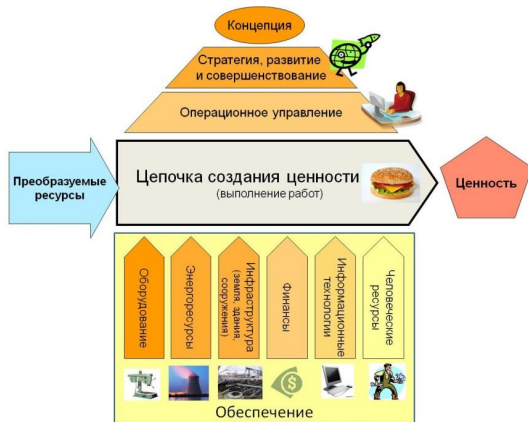 Концепция
Стратегия, развитие
и совершенствование
Операционное управление
Преобразуемые
ресурсы
Цепочка создания ценности
(выполнение работ)
Ценность
Оборудование
Энергоресурсы
Инфраструктура
(земля, здания,
сооружения)
Финансы
Информационные
технологии
Человеческие
ресурсы
Обеспечение